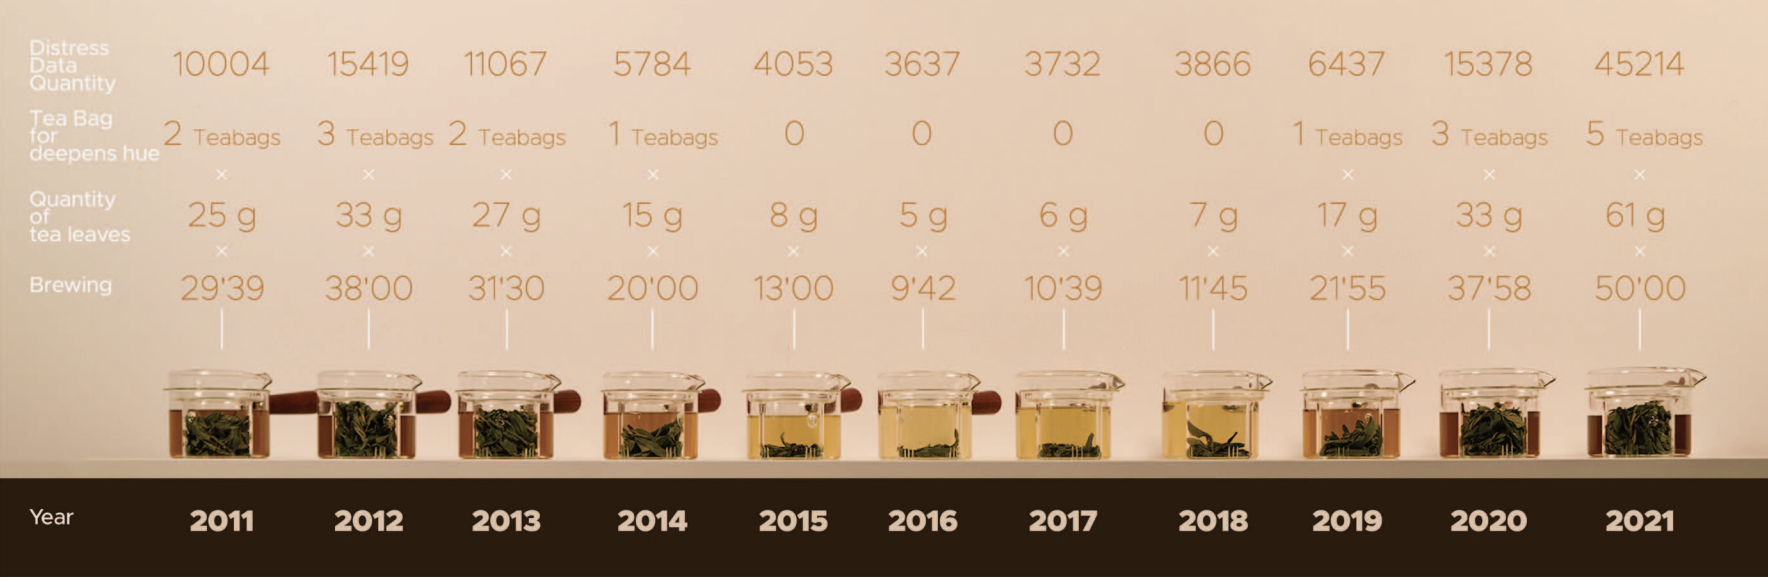 Distress
Data
Quantity
10004 15419 11067 5784 4053 3637 3732 3866 6437 15378 45214
Tea Bag
for
deepens hue
2 Teabags 3 Teabags 2 Teabags 1 Teabags 0 0 0 0 1 Teabags 3 Teabags 5 Teabags
× × × × × × ×
Quantity
of
tea leaves
25 g 33 g 27 g 15 g 8 g 5 g 6 g 7 g 17 g 33 g 61 g
× × × × × × × × × × ×
Brewing
29'39 38'00 31'30 20'00 13'00 9'42 10'39 11'45 21'55 37'58 50'00
Year 2011 2012 2013 2014 2015 2016 2017 2018 2019 2020 2021